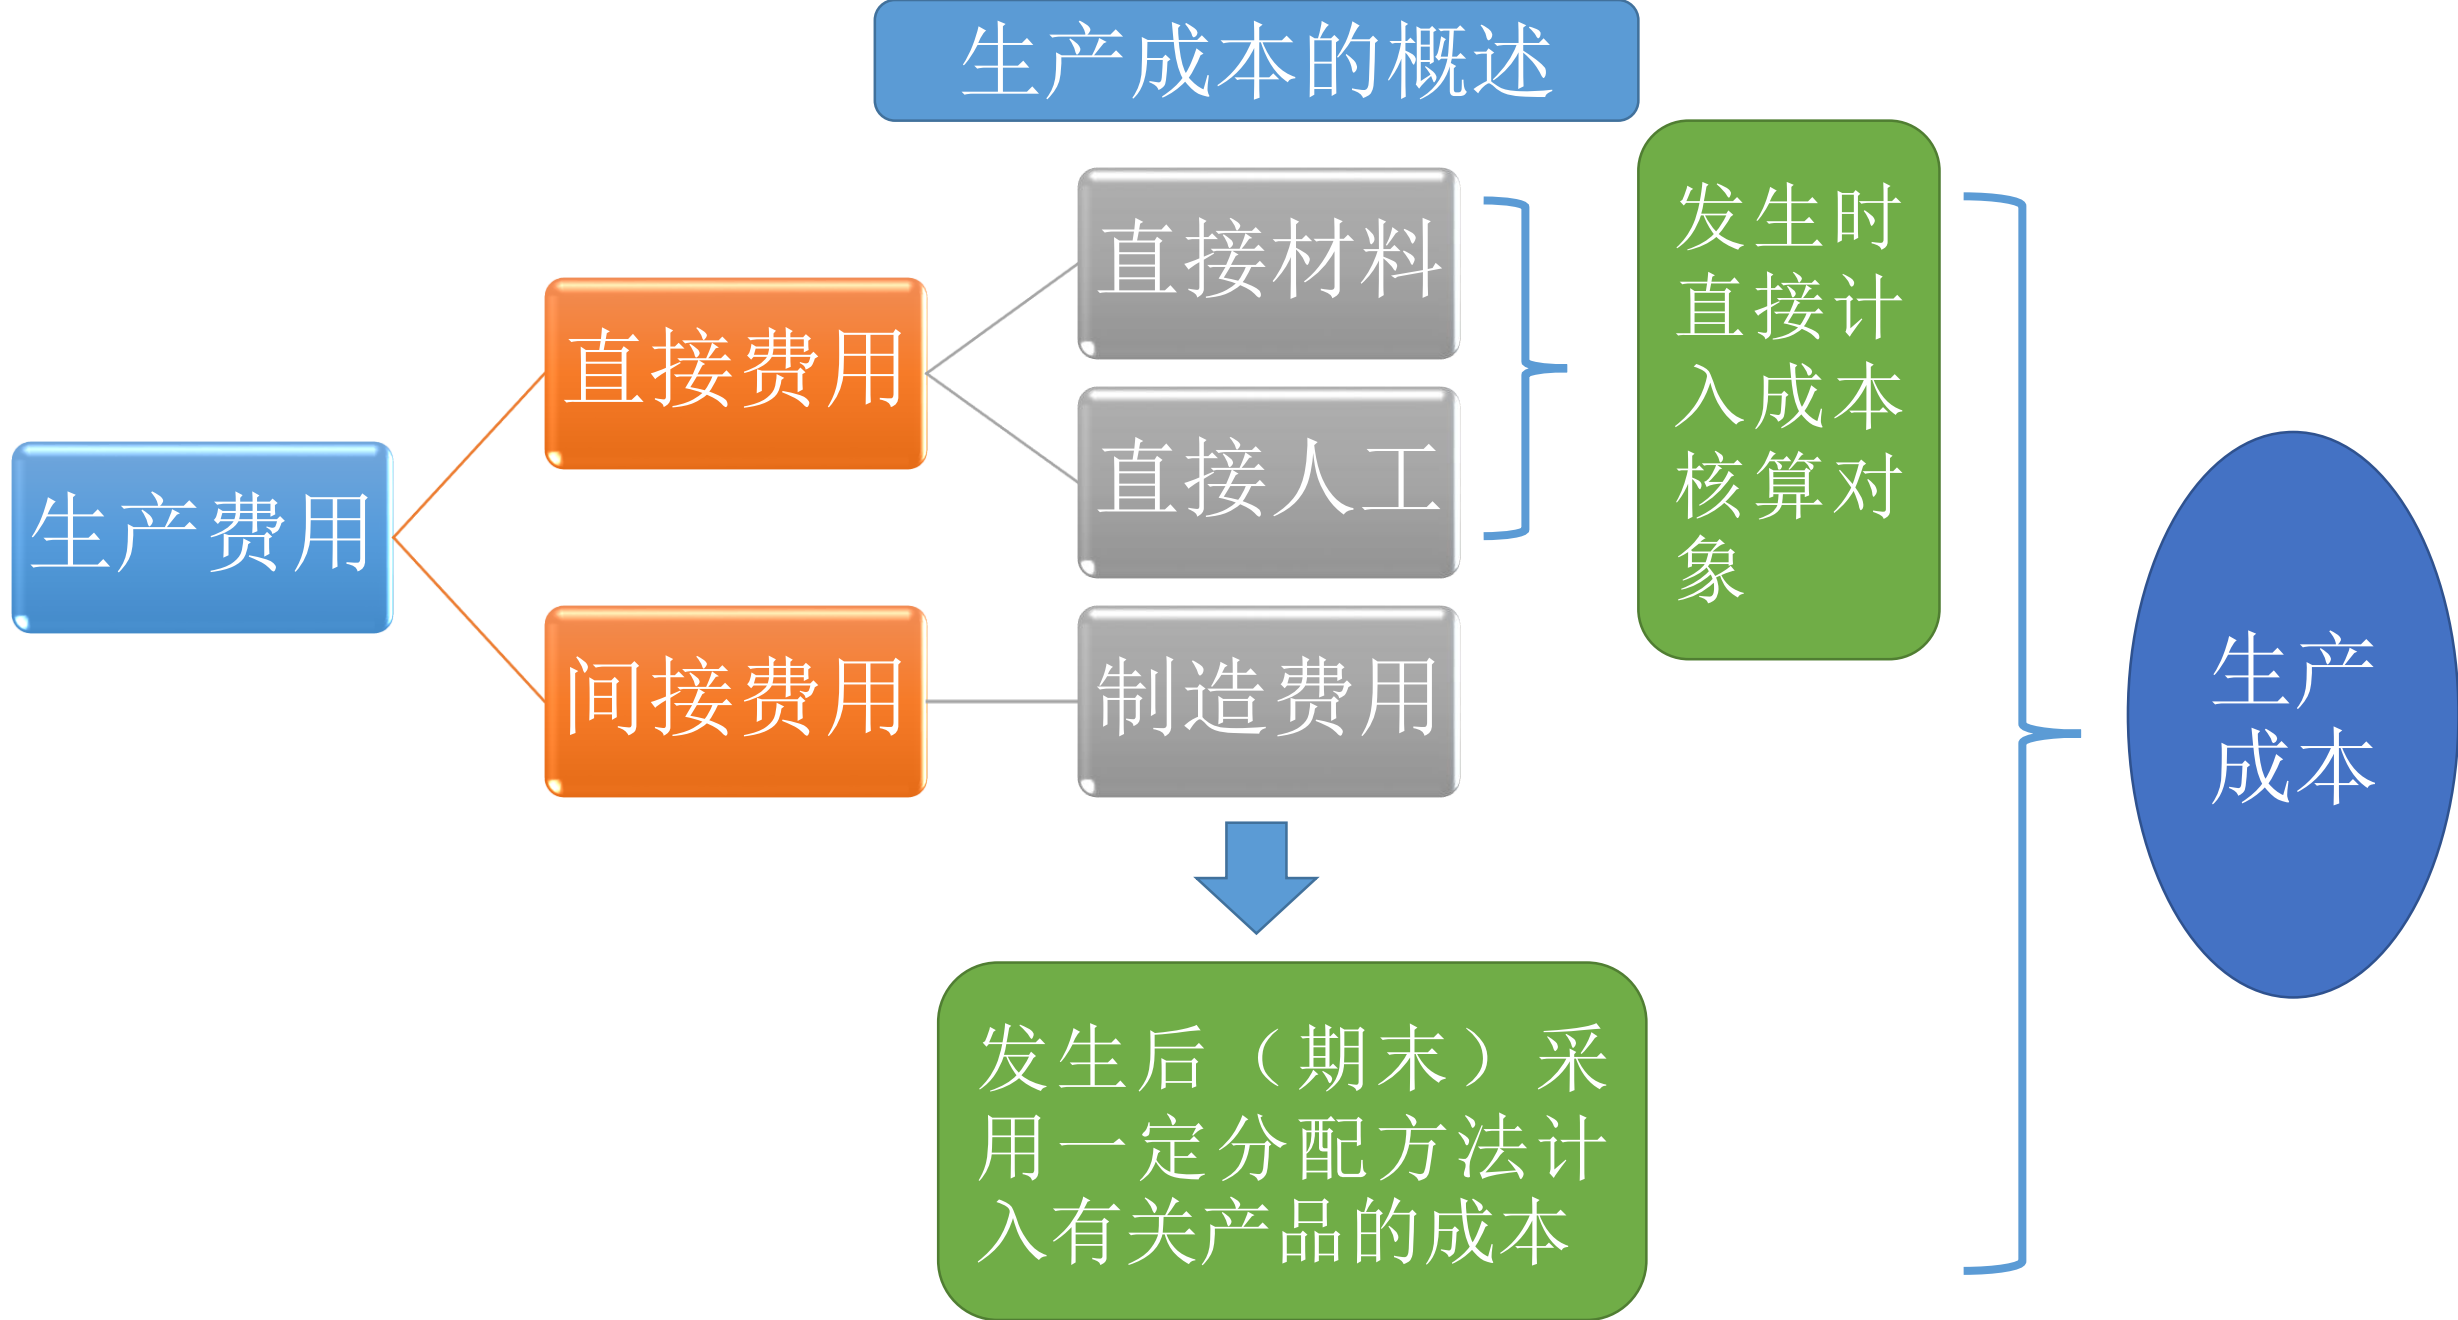 生产成本的概述
生产费用
直接费用
间接费用
直接材料
直接人工
制造费用
发生时
直接计
入成本
核算对
象
发生后（期末）采
用一定分配方法计
入有关产品的成本
生产
成本